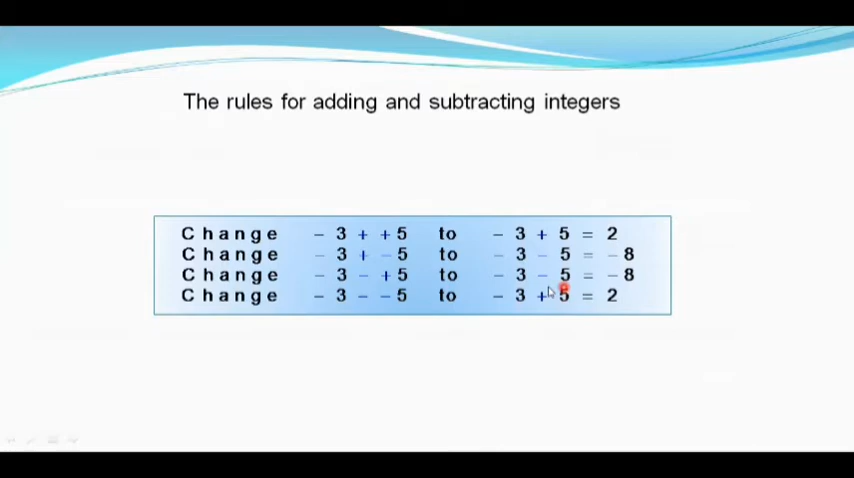 The rules for adding and subtracting integers
Change − 3 + + 5 to − 3 + 5 = 2
Change − 3 + − 5 to − 3 − 5 = − 8
Change − 3 − + 5 to − 3 − 5 = − 8
Change − 3 − − 5 to − 3 + 5 = 2